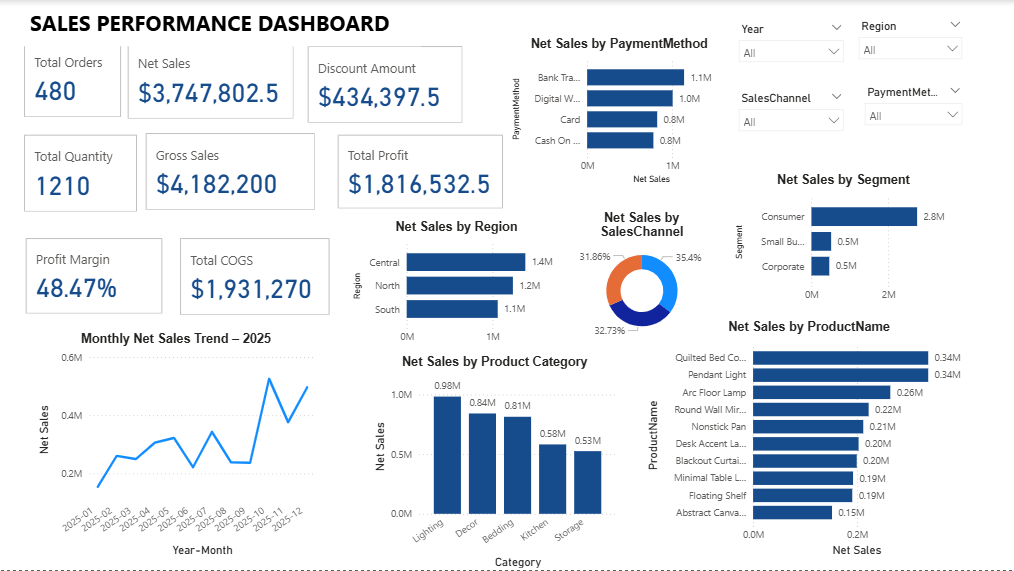 SALES PERFORMANCE DASHBOARD
Total Orders
480
Net Sales
$3,747,802.5
Discount Amount
$434,397.5
Total Quantity
1210
Gross Sales
$4,182,200
Total Profit
$1,816,532.5
Profit Margin
48.47%
Total COGS
$1,931,270
Net Sales by PaymentMethod
PaymentMethod
Bank Tra... 1.1M
Digital W... 1.0M
Card 0.8M
Cash On ... 0.8M
0M 1M
Net Sales
Year
All
Region
All
SalesChannel
All
PaymentMet...
All
Net Sales by Region
Region
Central 1.4M
North 1.2M
South 1.1M
0M 1M
Net Sales by
SalesChannel
31.86% 35.4%
32.73%
Net Sales by Segment
Segment
Consumer 2.8M
Small Bu... 0.5M
Corporate 0.5M
0M 2M
Monthly Net Sales Trend – 2025
Net Sales
0.6M
0.4M
0.2M
2025-01 2025-02 2025-03 2025-04 2025-05 2025-06 2025-07 2025-08 2025-09 2025-10 2025-11 2025-12
Year-Month
Net Sales by Product Category
Net Sales
1.0M
0.5M
0.0M
0.98M 0.84M 0.81M 0.58M 0.53M
Lighting Decor Bedding Kitchen Storage
Category
Net Sales by ProductName
ProductName
Quilted Bed Co... 0.34M
Pendant Light 0.34M
Arc Floor Lamp 0.26M
Round Wall Mir... 0.22M
Nonstick Pan 0.21M
Desk Accent La... 0.20M
Blackout Curtai... 0.20M
Minimal Table L... 0.19M
Floating Shelf 0.19M
Abstract Canva... 0.15M
0.0M 0.2M
Net Sales